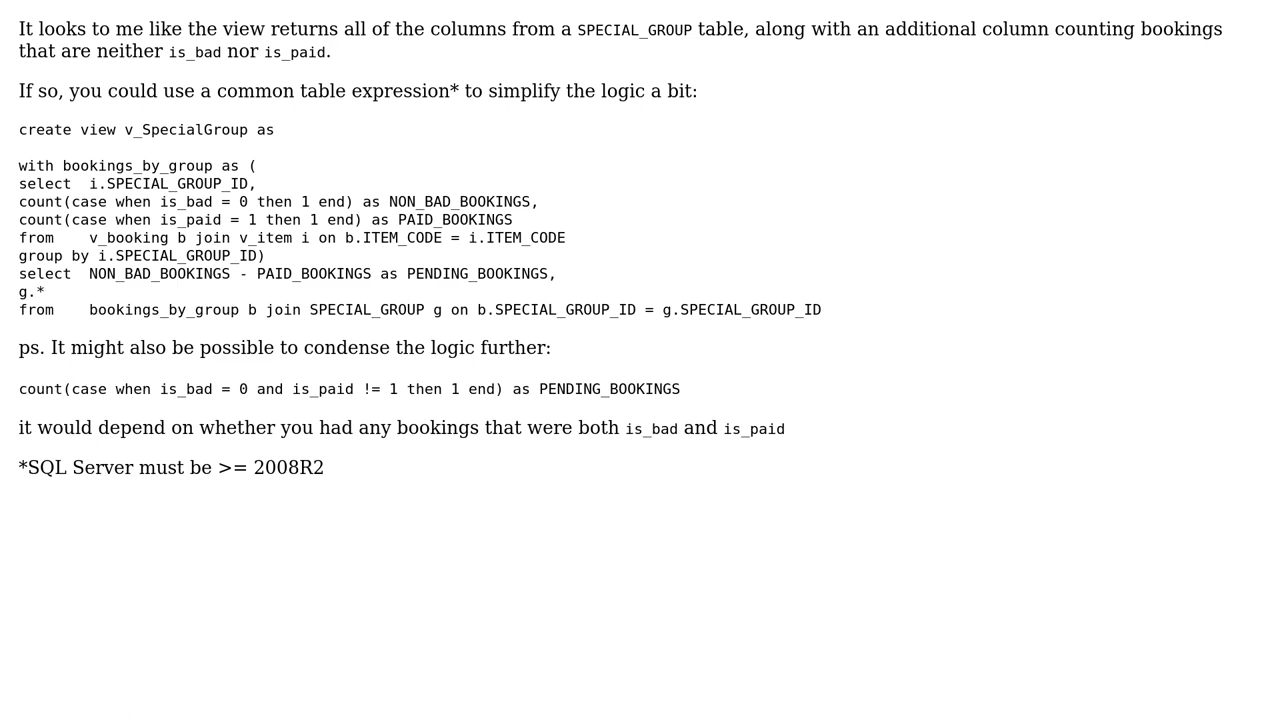 It looks to me like the view returns all of the columns from a SPECIAL_GROUP table, along with an additional column counting bookings
that are neither is_bad nor is_paid.
If so, you could use a common table expression* to simplify the logic a bit:
create view v_SpecialGroup as
with bookings_by_group as (
select  i.SPECIAL_GROUP_ID,
count(case when is_bad = 0 then 1 end) as NON_BAD_BOOKINGS,
count(case when is_paid = 1 then 1 end) as PAID_BOOKINGS
from    v_booking b join v_item i on b.ITEM_CODE = i.ITEM_CODE
group by i.SPECIAL_GROUP_ID)
select  NON_BAD_BOOKINGS - PAID_BOOKINGS as PENDING_BOOKINGS,
g.*
from    bookings_by_group b join SPECIAL_GROUP g on b.SPECIAL_GROUP_ID = g.SPECIAL_GROUP_ID
ps. It might also be possible to condense the logic further:
count(case when is_bad = 0 and is_paid != 1 then 1 end) as PENDING_BOOKINGS
it would depend on whether you had any bookings that were both is_bad and is_paid
*SQL Server must be >= 2008R2